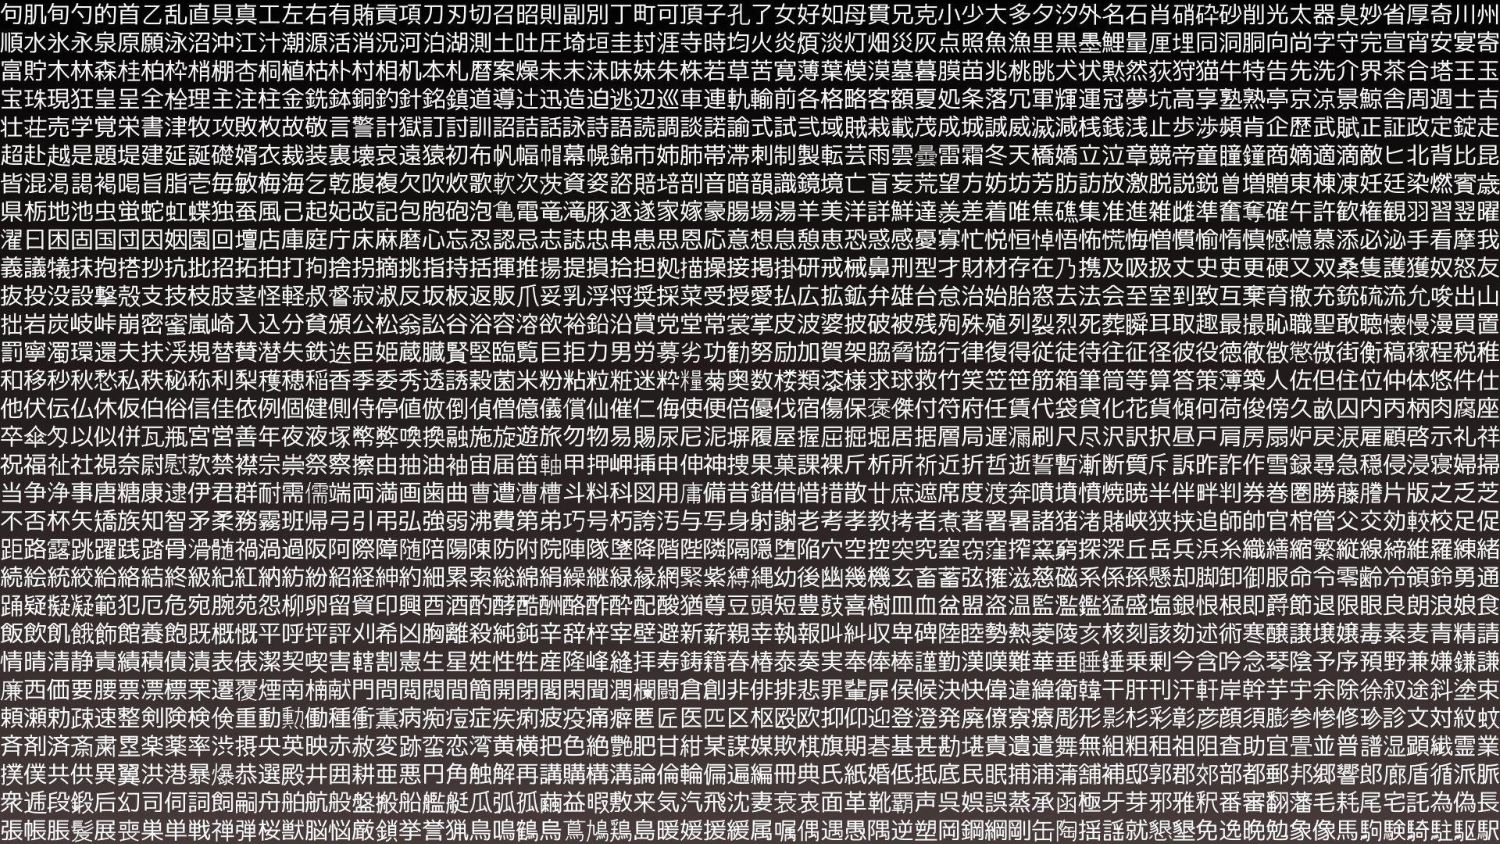 句肌旬勺的首乙乱直具真工左右有賄貢項刀刃切召昭則副別丁町可頂子孔了女好如母貫兄克小少大多夕汐外名石肖硝砕砂削光太器臭妙省厚奇川州
順水氷永泉原願泳沼沖江汁潮源活消況河泊湖測土吐圧埼垣圭封涯寺時均火炎煩淡灯畑災灰点照魚漁里黒墨鯉量厘埋同洞胴向尚字守完宣宵安宴寄
富貯木林森桂柏枠梢棚杏桐植枯朴村相机本札暦案燥未末沫味妹朱株若草苦寛薄葉模漠墓暮膜苗兆桃眺犬状黙然荻狩猫牛特告先洗介界茶合塔王玉
宝珠現狂皇呈全栓理主注柱金銑鉢銅釣針銘鎮道導辻迅造迫逃辺巡車連軌輸前各格略客額夏処条落冗軍輝運冠夢坑高享塾熟亭京涼景鯨舎周週士吉
壮荘売学覚栄書津牧攻敗枚故敬言警計獄訂討訓詔詰話詠詩語読調談諾諭式試弐域賊栽載茂成城誠威滅減桟銭浅止歩渉頻肯企歴武賦正証政定錠走
超赴越是題堤建延誕礎婿衣裁装裏壊哀遠猿初布帆幅帽幕幌錦市姉肺帯滞刺制製転芸雨雲曇雷霜冬天橋嬌立泣章競帝童瞳鐘商嫡適滴敵匕北背比昆
皆混渇謁褐喝旨脂壱毎敏梅海乞乾腹複欠吹炊歌軟次茨資姿諮賠培剖音暗韻識鏡境亡盲妄荒望方妨坊芳肪訪放激脱説鋭曽増贈東棟凍妊廷染燃賓歳
県栃地池虫蛍蛇虹蝶独蚕風己起妃改記包胞砲泡亀電竜滝豚逐遂家嫁豪腸場湯羊美洋詳鮮達羨差着唯焦礁集准進雑雌準奮奪確午許歓権観羽習翌曜
濯日困固国団因姻園回壇店庫庭庁床麻磨心忘忍認忌志誌忠串患思恩応意想息憩恵恐惑感憂寡忙悦恒悼悟怖慌悔憎慣愉惰慎憾憶慕添必泌手看摩我
義議犠抹抱搭抄抗批招拓拍打拘捨拐摘挑指持括揮推揚提損拾担拠描操接掲掛研戒械鼻刑型才財材存在乃携及吸扱丈史吏更硬又双桑隻護獲奴怒友
抜投没設撃殻支技枝肢茎怪軽叔督寂淑反坂板返販爪妥乳浮将奨採菜受授愛払広拡鉱弁雄台怠治始胎窓去法会至室到致互棄育撤充銃硫流允唆出山
拙岩炭岐峠崩密蜜嵐崎入込分貧頒公松翁訟谷浴容溶欲裕鉛沿賞党堂常裳掌皮波婆披破被残殉殊殖列裂烈死葬瞬耳取趣最撮恥職聖敢聴懐慢漫買置
罰寧濁環還夫扶渓規替賛潜失鉄迭臣姫蔵臓賢堅臨覧巨拒力男労募劣功勧努励加賀架脇脅協行律復得従徒待往征径彼役徳徹徴懲微街衡稿稼程税稚
和移秒秋愁私秩秘称利梨穫穂稲香季委秀透誘穀菌米粉粘粒粧迷粋糧菊奥数楼類漆様求球救竹笑笠笹筋箱筆筒等算答策簿築人佐但住位仲体悠件仕
他伏伝仏休仮伯俗信佳依例個健側侍停値倣倒偵僧億儀償仙催仁侮使便倍優伐宿傷保褒傑付符府任賃代袋貸化花貨傾何荷俊傍久畝囚内丙柄肉腐座
卒傘匁以似併瓦瓶宮営善年夜液塚幣弊喚換融施旋遊旅勿物易賜尿尼泥塀履屋握屈掘堀居据層局遅漏刷尺尽沢訳択昼戸肩房扇炉戻涙雇顧啓示礼祥
祝福祉社視奈尉慰款禁襟宗崇祭察擦由抽油袖宙届笛軸甲押岬挿申伸神捜果菓課裸斤析所祈近折哲逝誓暫漸断質斥訴昨詐作雪録尋急穏侵浸寝婦掃
当争浄事唐糖康逮伊君群耐需儒端両満画歯曲曹遭漕槽斗料科図用庸備昔錯借惜措散廿庶遮席度渡奔噴墳憤焼暁半伴畔判券巻圏勝藤謄片版之乏芝
不否杯矢矯族知智矛柔務霧班帰弓引弔弘強弱沸費第弟巧号朽誇汚与写身射謝老考孝教拷者煮著署暑諸猪渚賭峡狭挟追師帥官棺管父交効較校足促
距路露跳躍践踏骨滑髄禍渦過阪阿際障随陪陽陳防附院陣隊墜降階陛隣隔隠堕陥穴空控突究窒窃窪搾窯窮探深丘岳兵浜糸織繕縮繁縦線締維羅練緒
続絵統絞給絡結終級紀紅納紡紛紹経紳約細累索総綿絹繰継緑縁網緊紫縛縄幼後幽幾機玄畜蓄弦擁滋慈磁系係孫懸却脚卸御服命令零齢冷領鈴勇通
踊疑擬凝範犯厄危宛腕苑怨柳卵留貿印興酉酒酌酵酷酬酪酢酔配酸猶尊豆頭短豊鼓喜樹皿血盆盟盗温監濫鑑猛盛塩銀恨根即爵節退限眼良朗浪娘食
飯飲飢餓飾館養飽既概慨平呼坪評刈希凶胸離殺純鈍辛辞梓宰壁避新薪親幸執報叫糾収卑碑陸睦勢熱菱陵亥核刻該劾述術寒醸譲壌嬢毒素麦青精請
情晴清静責績積債漬表俵潔契喫害轄割憲生星姓性牲産隆峰縫拝寿鋳籍春椿泰奏実奉俸棒謹勤漢嘆難華垂睡錘乗剰今含吟念琴陰予序預野兼嫌鎌謙
廉西価要腰票漂標栗遷覆煙南楠献門問閲閥間簡開閉閣閑聞潤欄闘倉創非俳排悲罪輩扉侯候決快偉違緯衛韓干肝刊汗軒岸幹芋宇余除徐叙途斜塗束
頼瀬勅疎速整剣険検倹重動勲働種衝薫病痴痘症疾痢疲疫痛癖匿匠医匹区枢殴欧抑仰迎登澄発廃僚寮療彫形影杉彩彰彦顔須膨参惨修珍診文対紋蚊
斉剤済斎粛塁楽薬率渋摂央英映赤赦変跡蛮恋湾黄横把色絶艶肥甘紺某謀媒欺棋旗期碁基甚勘堪貴遺遣舞無組粗租祖阻査助宜畳並普譜湿顕繊霊業
撲僕共供異翼洪港暴爆恭選殿井囲耕亜悪円角触解再講購構溝論倫輪偏遍編冊典氏紙婚低抵底民眠捕浦蒲舗補邸郭郡郊部都郵邦郷響郎廊盾循派脈
衆逓段鍛后幻司伺詞飼嗣舟舶航般盤搬船艦艇瓜弧孤繭益暇敷来気汽飛沈妻衰衷面革靴覇声呉娯誤蒸承函極牙芽邪雅釈番審翻藩毛耗尾宅託為偽長
張帳脹髪展喪巣単戦禅弾桜獣脳悩厳鎖挙誉猟鳥鳴鶴烏蔦鳩鶏島暖媛援緩属嘱偶遇愚隅逆塑岡鋼綱剛缶陶揺謡就懇墾免逸晩勉象像馬駒験騎駐駆駅